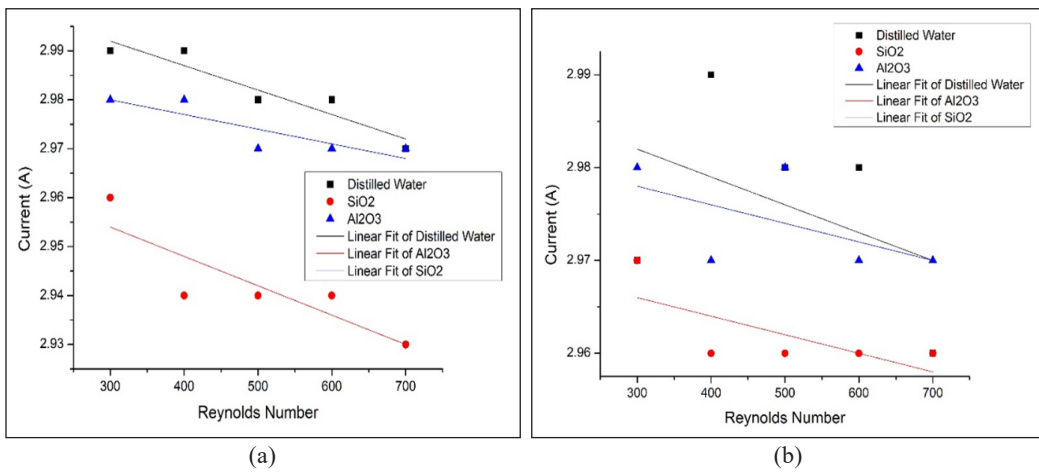 2.99
2.98
2.97
2.96
2.95
2.94
2.93
Current (A)
300 400 500 600 700
Reynolds Number
Distilled Water
SiO2
Al2O3
Linear Fit of Distilled Water
Linear Fit of Al2O3
Linear Fit of SiO2
(a)
2.99
2.98
2.97
2.96
Current (A)
300 400 500 600 700
Reynolds Number
Distilled Water
SiO2
Al2O3
Linear Fit of Distilled Water
Linear Fit of Al2O3
Linear Fit of SiO2
(b)